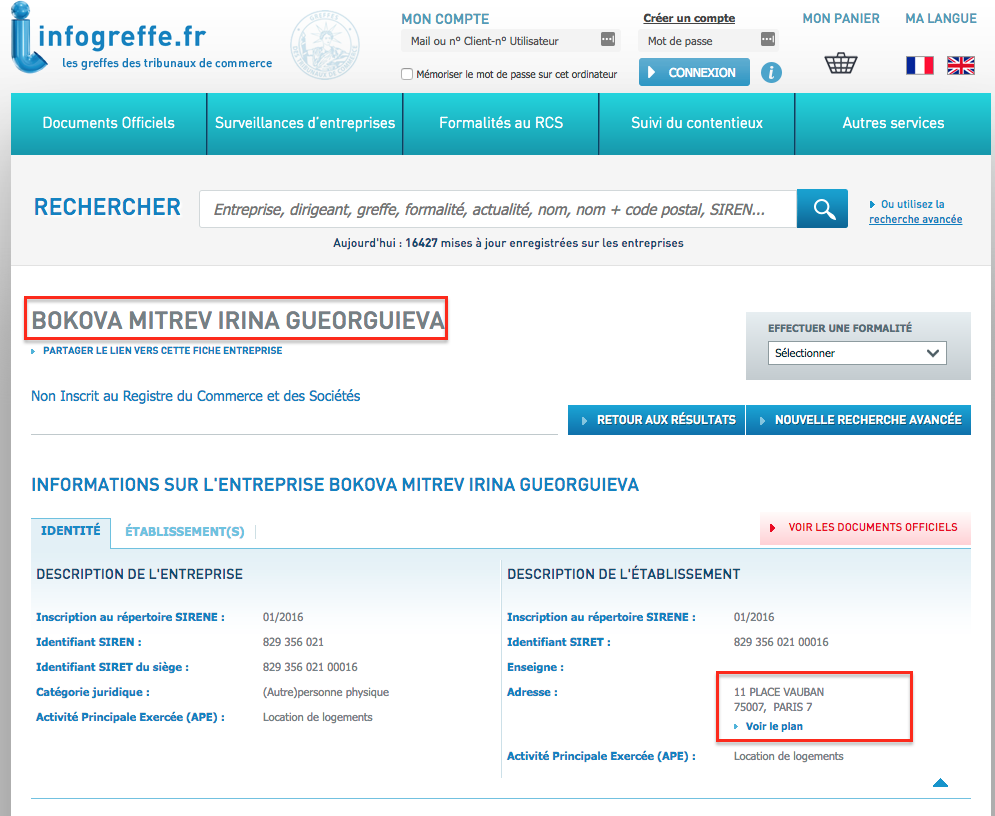 infogreffe.fr
les greffes des tribunaux de commerce
MON COMPTE
Mail ou nº Client-nº Utilisateur
Mémoriser le mot de passe sur cet ordinateur
Créer un compte
Mot de passe
CONNEXION
i
MON PANIER
MA LANGUE
Documents Officiels
Surveillances d'entreprises
Formalités au RCS
Suivi du contentieux
Autres services
RECHERCHER
Entreprise, dirigeant, greffe, formalité, actualité, nom, nom + code postal, SIREN...
Ou utilisez la
recherche avancée
Aujourd'hui : 16427 mises à jour enregistrées sur les entreprises
BOKOVA MITREV IRINA GUEORGUIEVA
PARTAGER LE LIEN VERS CETTE FICHE ENTREPRISE
EFFECTUER UNE FORMALITÉ
Sélectionner
Non Inscrit au Registre du Commerce et des Sociétés
RETOUR AUX RÉSULTATS
NOUVELLE RECHERCHE AVANCÉE
INFORMATIONS SUR L'ENTREPRISE BOKOVA MITREV IRINA GUEORGUIEVA
IDENTITÉ
ÉTABLISSEMENT(S)
VOIR LES DOCUMENTS OFFICIELS
DESCRIPTION DE L'ENTREPRISE
Inscription au répertoire SIRENE : 01/2016
Identifiant SIREN : 829 356 021
Identifiant SIRET du siège : 829 356 021 00016
Catégorie juridique : (Autre)personne physique
Activité Principale Exercée (APE) : Location de logements
DESCRIPTION DE L'ÉTABLISSEMENT
Inscription au répertoire SIRENE : 01/2016
Identifiant SIRET : 829 356 021 00016
Enseigne :
Adresse : 11 PLACE VAUBAN
75007, PARIS 7
Voir le plan
Activité Principale Exercée (APE) : Location de logements